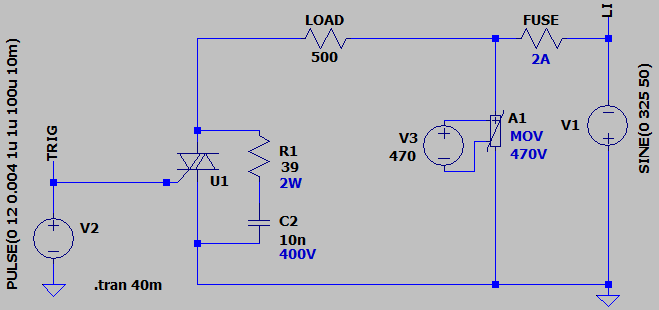 LOAD
500
FUSE
2A
LI
V1
SINE(0 325 50)
A1
MOV
470V
V3
470
R1
39
2W
U1
C2
10n
400V
TRIG
V2
PULSE(0 12 0.004 1u 1u 100u 10m)
.tran 40m